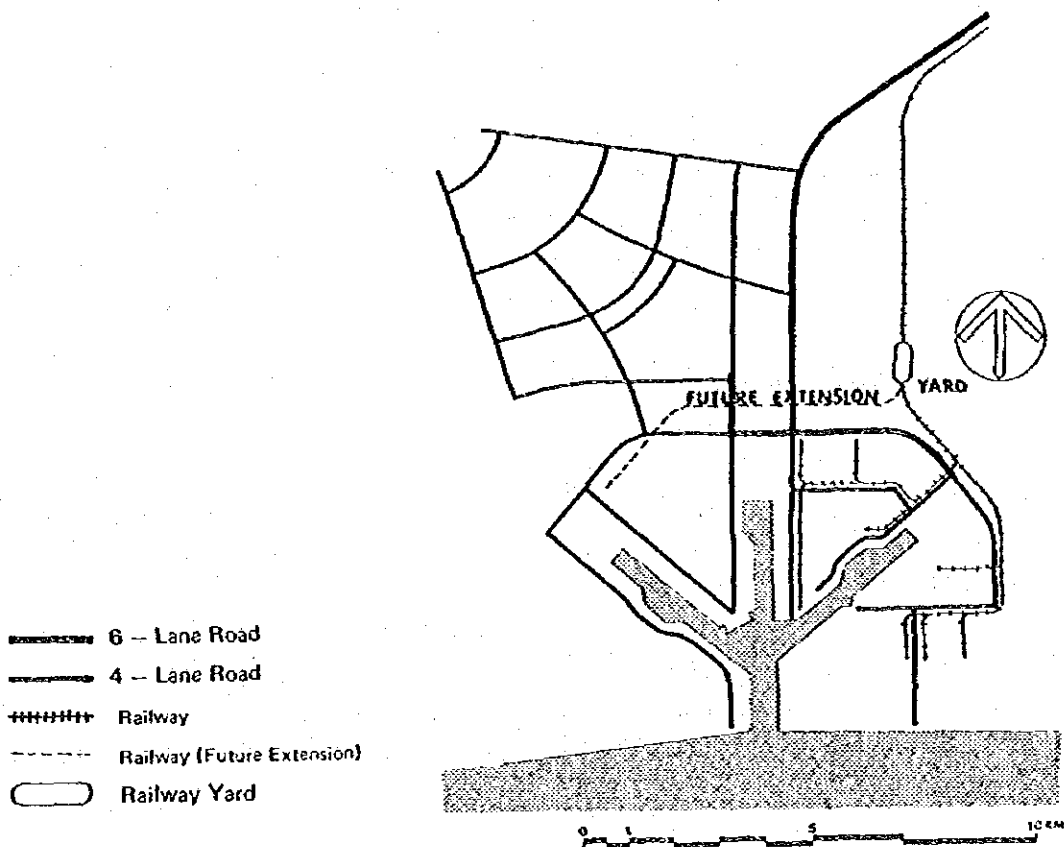 YARD
FUTURE EXTENSION
6 – Lane Road
4 – Lane Road
Railway
Railway (Future Extension)
Railway Yard
0 1 5 10 KM